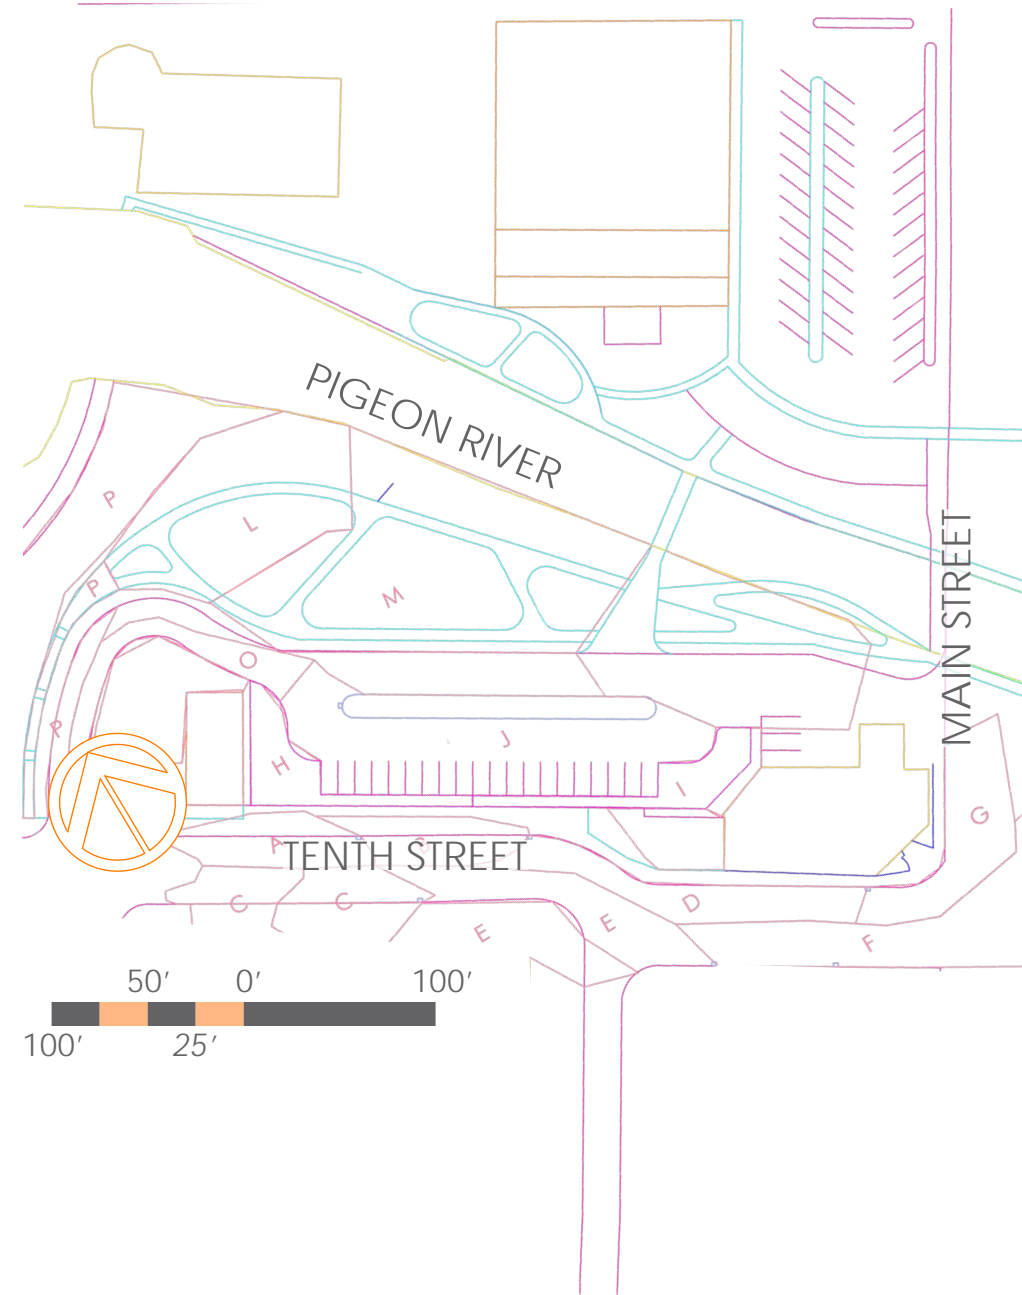 PIGEON RIVER
P
L
MAIN STREET
P
M
O
P
J
H
I
G
A
TENTH STREET
C
C
D
E
E
F
50' 0' 100'
100' 25'